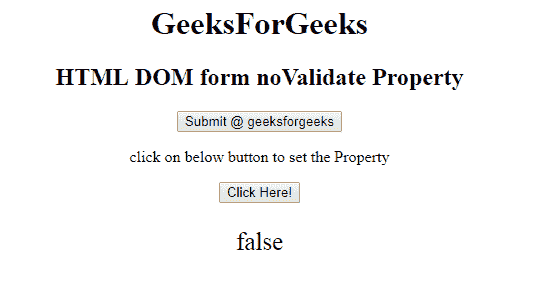 GeeksForGeeks
HTML DOM form noValidate Property
Submit @ geeksforgeeks
click on below button to set the Property
Click Here!
false